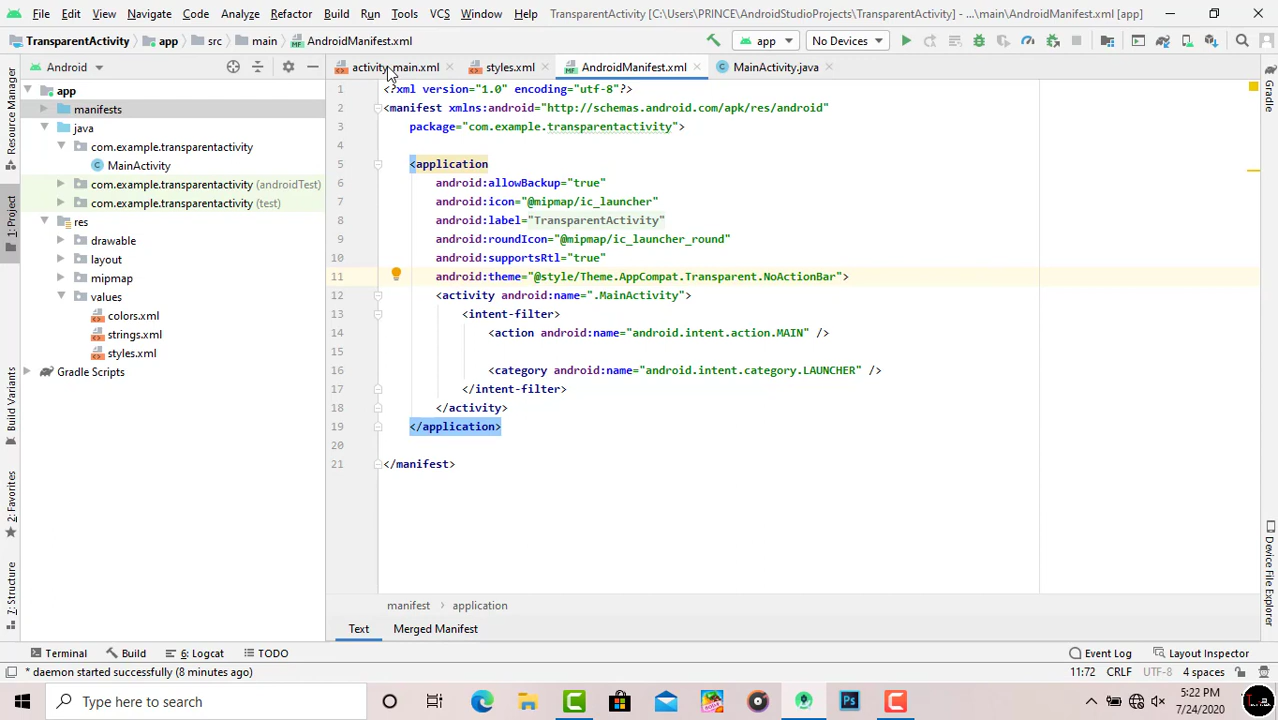 File Edit View Navigate Code Analyze Refactor Build Run Tools VCS Window Help TransparentActivity [C:\Users\PRINCE\AndroidStudioProjects\TransparentActivity] - ...\main\AndroidManifest.xml [app]
TransparentActivity app src main AndroidManifest.xml app No Devices
Android activity_main.xml styles.xml AndroidManifest.xml MainActivity.java
app
manifests
java
com.example.transparentactivity
MainActivity
com.example.transparentactivity (androidTest)
com.example.transparentactivity (test)
res
drawable
layout
mipmap
values
colors.xml
strings.xml
styles.xml
Gradle Scripts
Resource Manager
1: Project
Build Variants
2: Favorites
7: Structure
1 <?xml version="1.0" encoding="utf-8"?>
2 <manifest xmlns:android="http://schemas.android.com/apk/res/android"
3 package="com.example.transparentactivity">
4
5 <application
6 android:allowBackup="true"
7 android:icon="@mipmap/ic_launcher"
8 android:label="TransparentActivity"
9 android:roundIcon="@mipmap/ic_launcher_round"
10 android:supportsRtl="true"
11 android:theme="@style/Theme.AppCompat.Transparent.NoActionBar">
12 <activity android:name=".MainActivity">
13 <intent-filter>
14 <action android:name="android.intent.action.MAIN" />
15
16 <category android:name="android.intent.category.LAUNCHER" />
17 </intent-filter>
18 </activity>
19 </application>
20
21 </manifest>
Gradle
Device File Explorer
manifest application
Text Merged Manifest
Terminal Build 6: Logcat TODO Event Log Layout Inspector
* daemon started successfully (8 minutes ago) 11:72 CRLF UTF-8 4 spaces
Type here to search
5:22 PM
7/24/2020